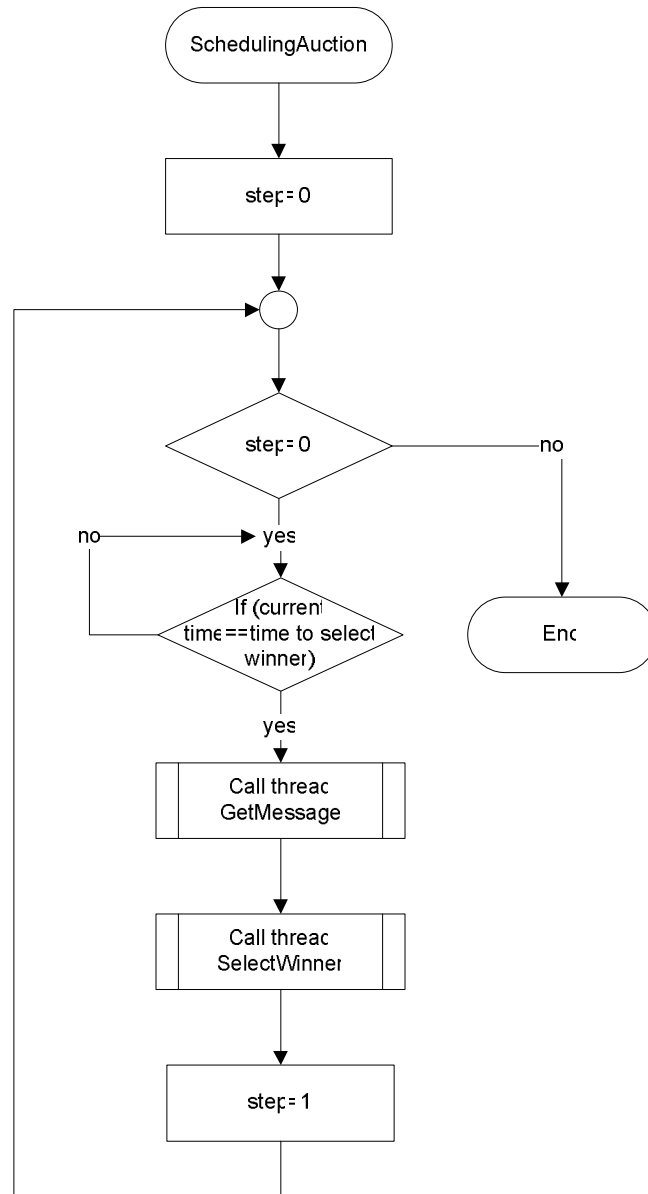 SchedulingAuction
step=0
step=0
no
no
yes
If (current
time==time to select
winner)
End
yes
Call thread
GetMessage
Call thread
SelectWinner
step=1